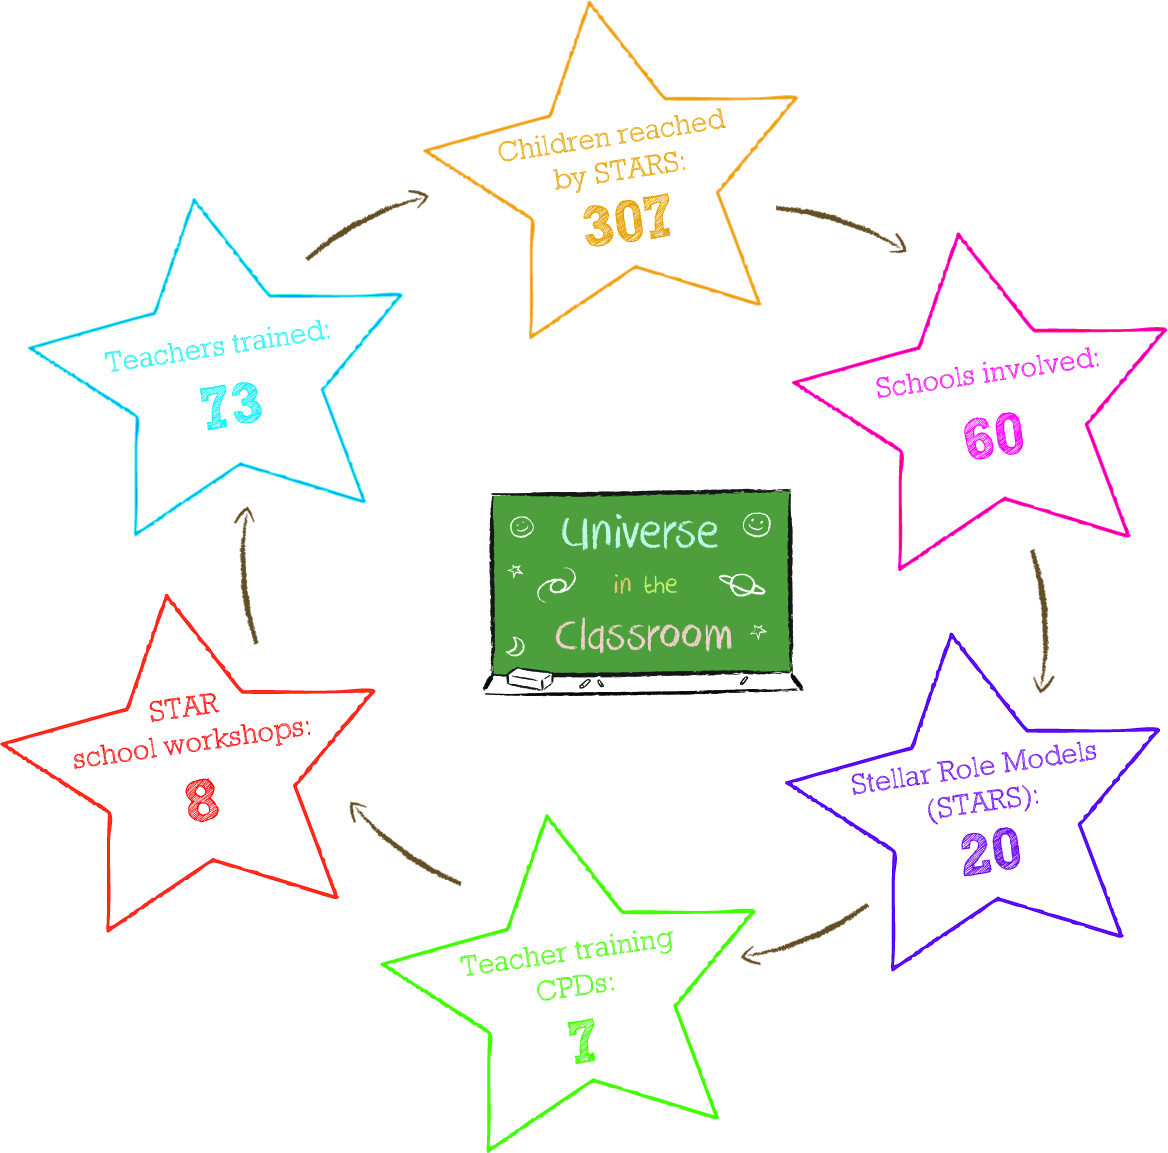 Children reached
by STARS:
307
Schools involved:
60
Stellar Role Models
(STARS):
20
Teacher training
CPDs:
7
STAR
school workshops:
8
Teachers trained:
73
Universe
in the
Classroom